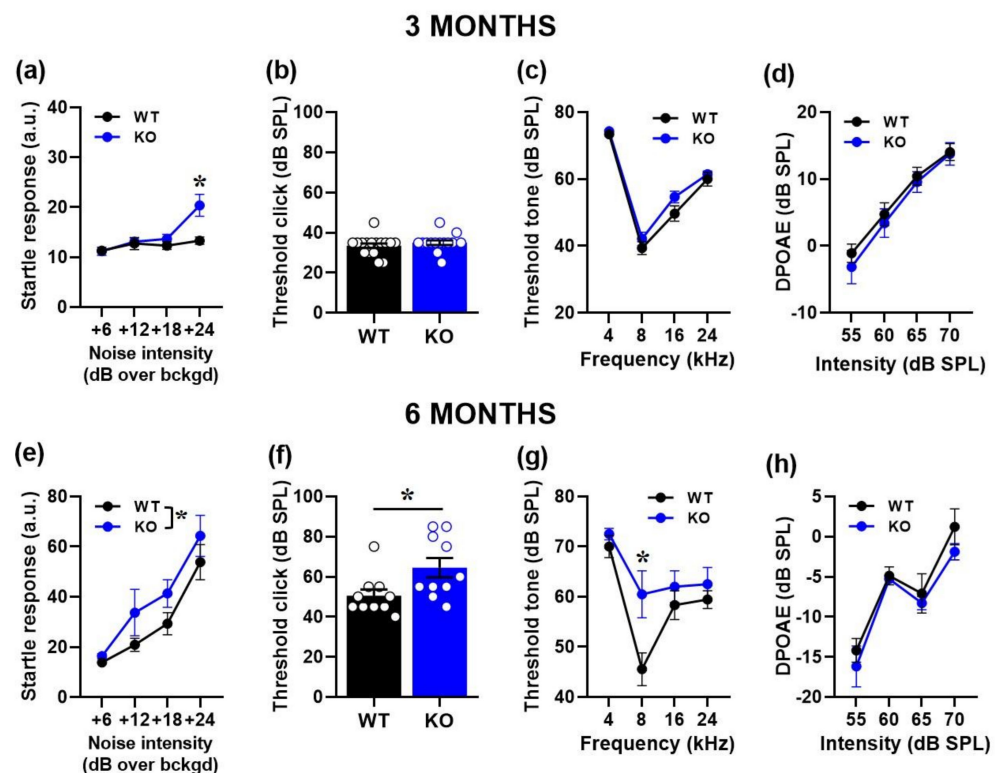 3 MONTHS
(a)
Startle response (a.u.)
40
30
20
10
0
WT
KO
*
+6 +12 +18 +24
Noise intensity
(dB over bckgd)
(b)
Threshold click (dB SPL)
100
80
60
40
20
0
WT KO
(c)
Threshold tone (dB SPL)
80
60
40
20
WT
KO
4 8 16 24
Frequency (kHz)
(d)
DPOAE (dB SPL)
20
10
0
-10
WT
KO
55 60 65 70
Intensity (dB SPL)
6 MONTHS
(e)
Startle response (a.u.)
80
60
40
20
0
WT
KO
*
+6 +12 +18 +24
Noise intensity
(dB over bckgd)
(f)
Threshold click (dB SPL)
100
80
60
40
20
0
*
WT KO
(g)
Threshold tone (dB SPL)
80
70
60
50
40
WT
KO
*
4 8 16 24
Frequency (kHz)
(h)
DPOAE (dB SPL)
5
0
-5
-10
-15
-20
WT
KO
55 60 65 70
Intensity (dB SPL)